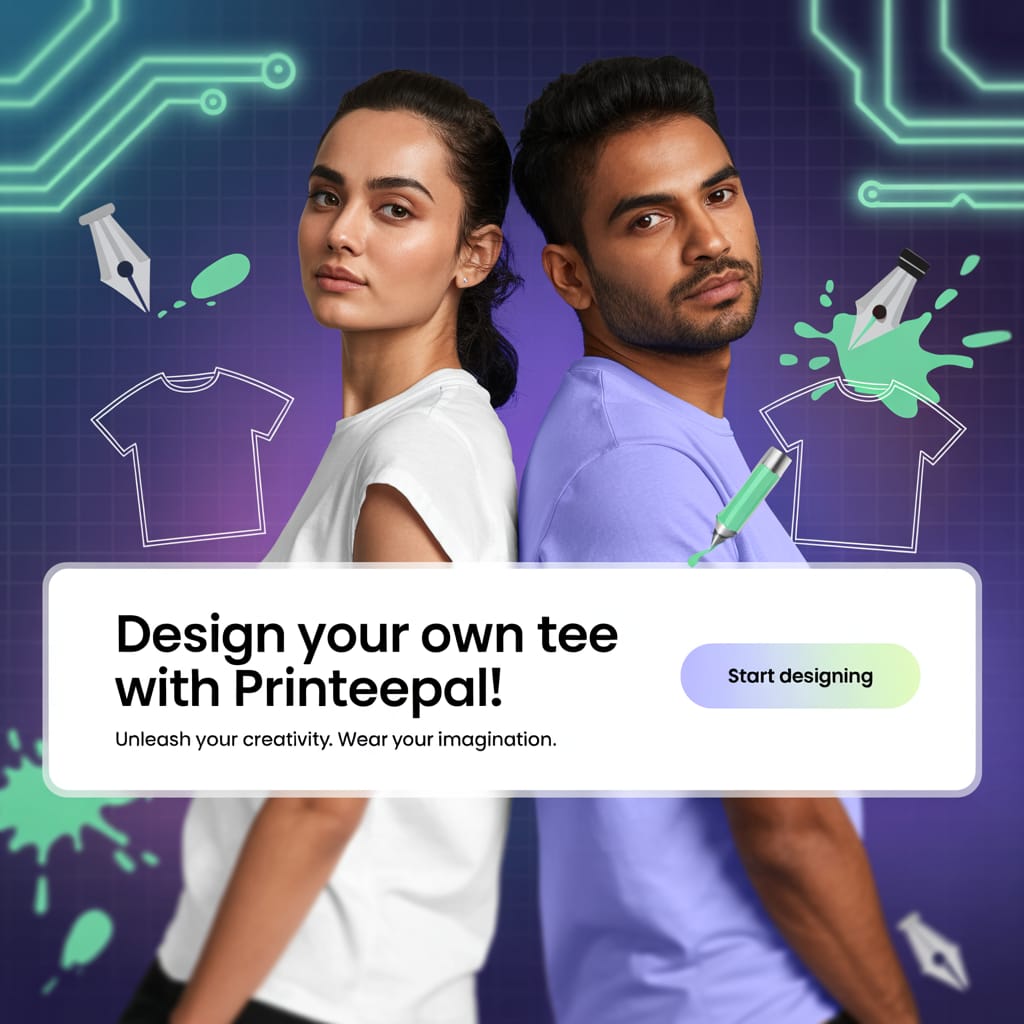 Design your own tee
with Printeepal!
Unleash your creativity. Wear your imagination.
Start designing